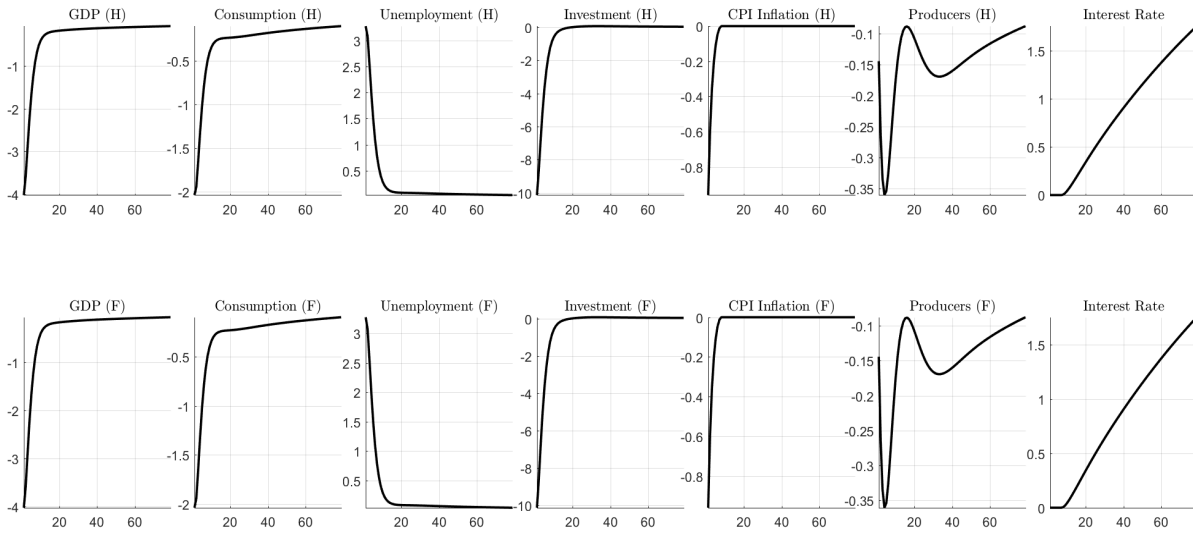 GDP (H)
-1
-2
-3
-4
20 40 60
Consumption (H)
-0.5
-1
-1.5
-2
20 40 60
Unemployment (H)
3
2.5
2
1.5
1
0.5
20 40 60
Investment (H)
0
-2
-4
-6
-8
-10
20 40 60
CPI Inflation (H)
0
-0.2
-0.4
-0.6
-0.8
20 40 60
Producers (H)
-0.1
-0.15
-0.2
-0.25
-0.3
-0.35
20 40 60
Interest Rate
1.5
1
0.5
0
20 40 60
GDP (F)
-1
-2
-3
-4
20 40 60
Consumption (F)
-0.5
-1
-1.5
-2
20 40 60
Unemployment (F)
3
2.5
2
1.5
1
0.5
20 40 60
Investment (F)
0
-2
-4
-6
-8
-10
20 40 60
CPI Inflation (F)
0
-0.2
-0.4
-0.6
-0.8
20 40 60
Producers (F)
-0.1
-0.15
-0.2
-0.25
-0.3
-0.35
20 40 60
Interest Rate
1.5
1
0.5
0
20 40 60